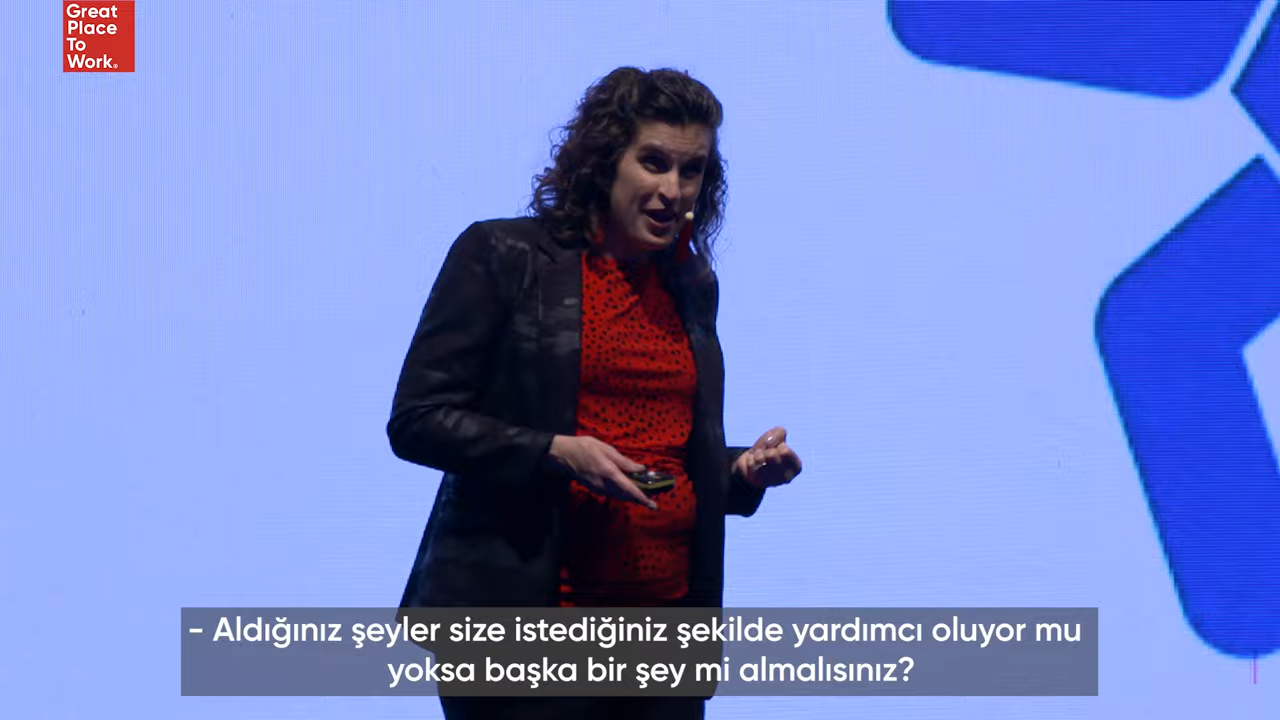 Great
Place
To
Work®
- Aldığınız şeyler size istediğiniz şekilde yardımcı oluyor mu
yoksa başka bir şey mi almalısınız?